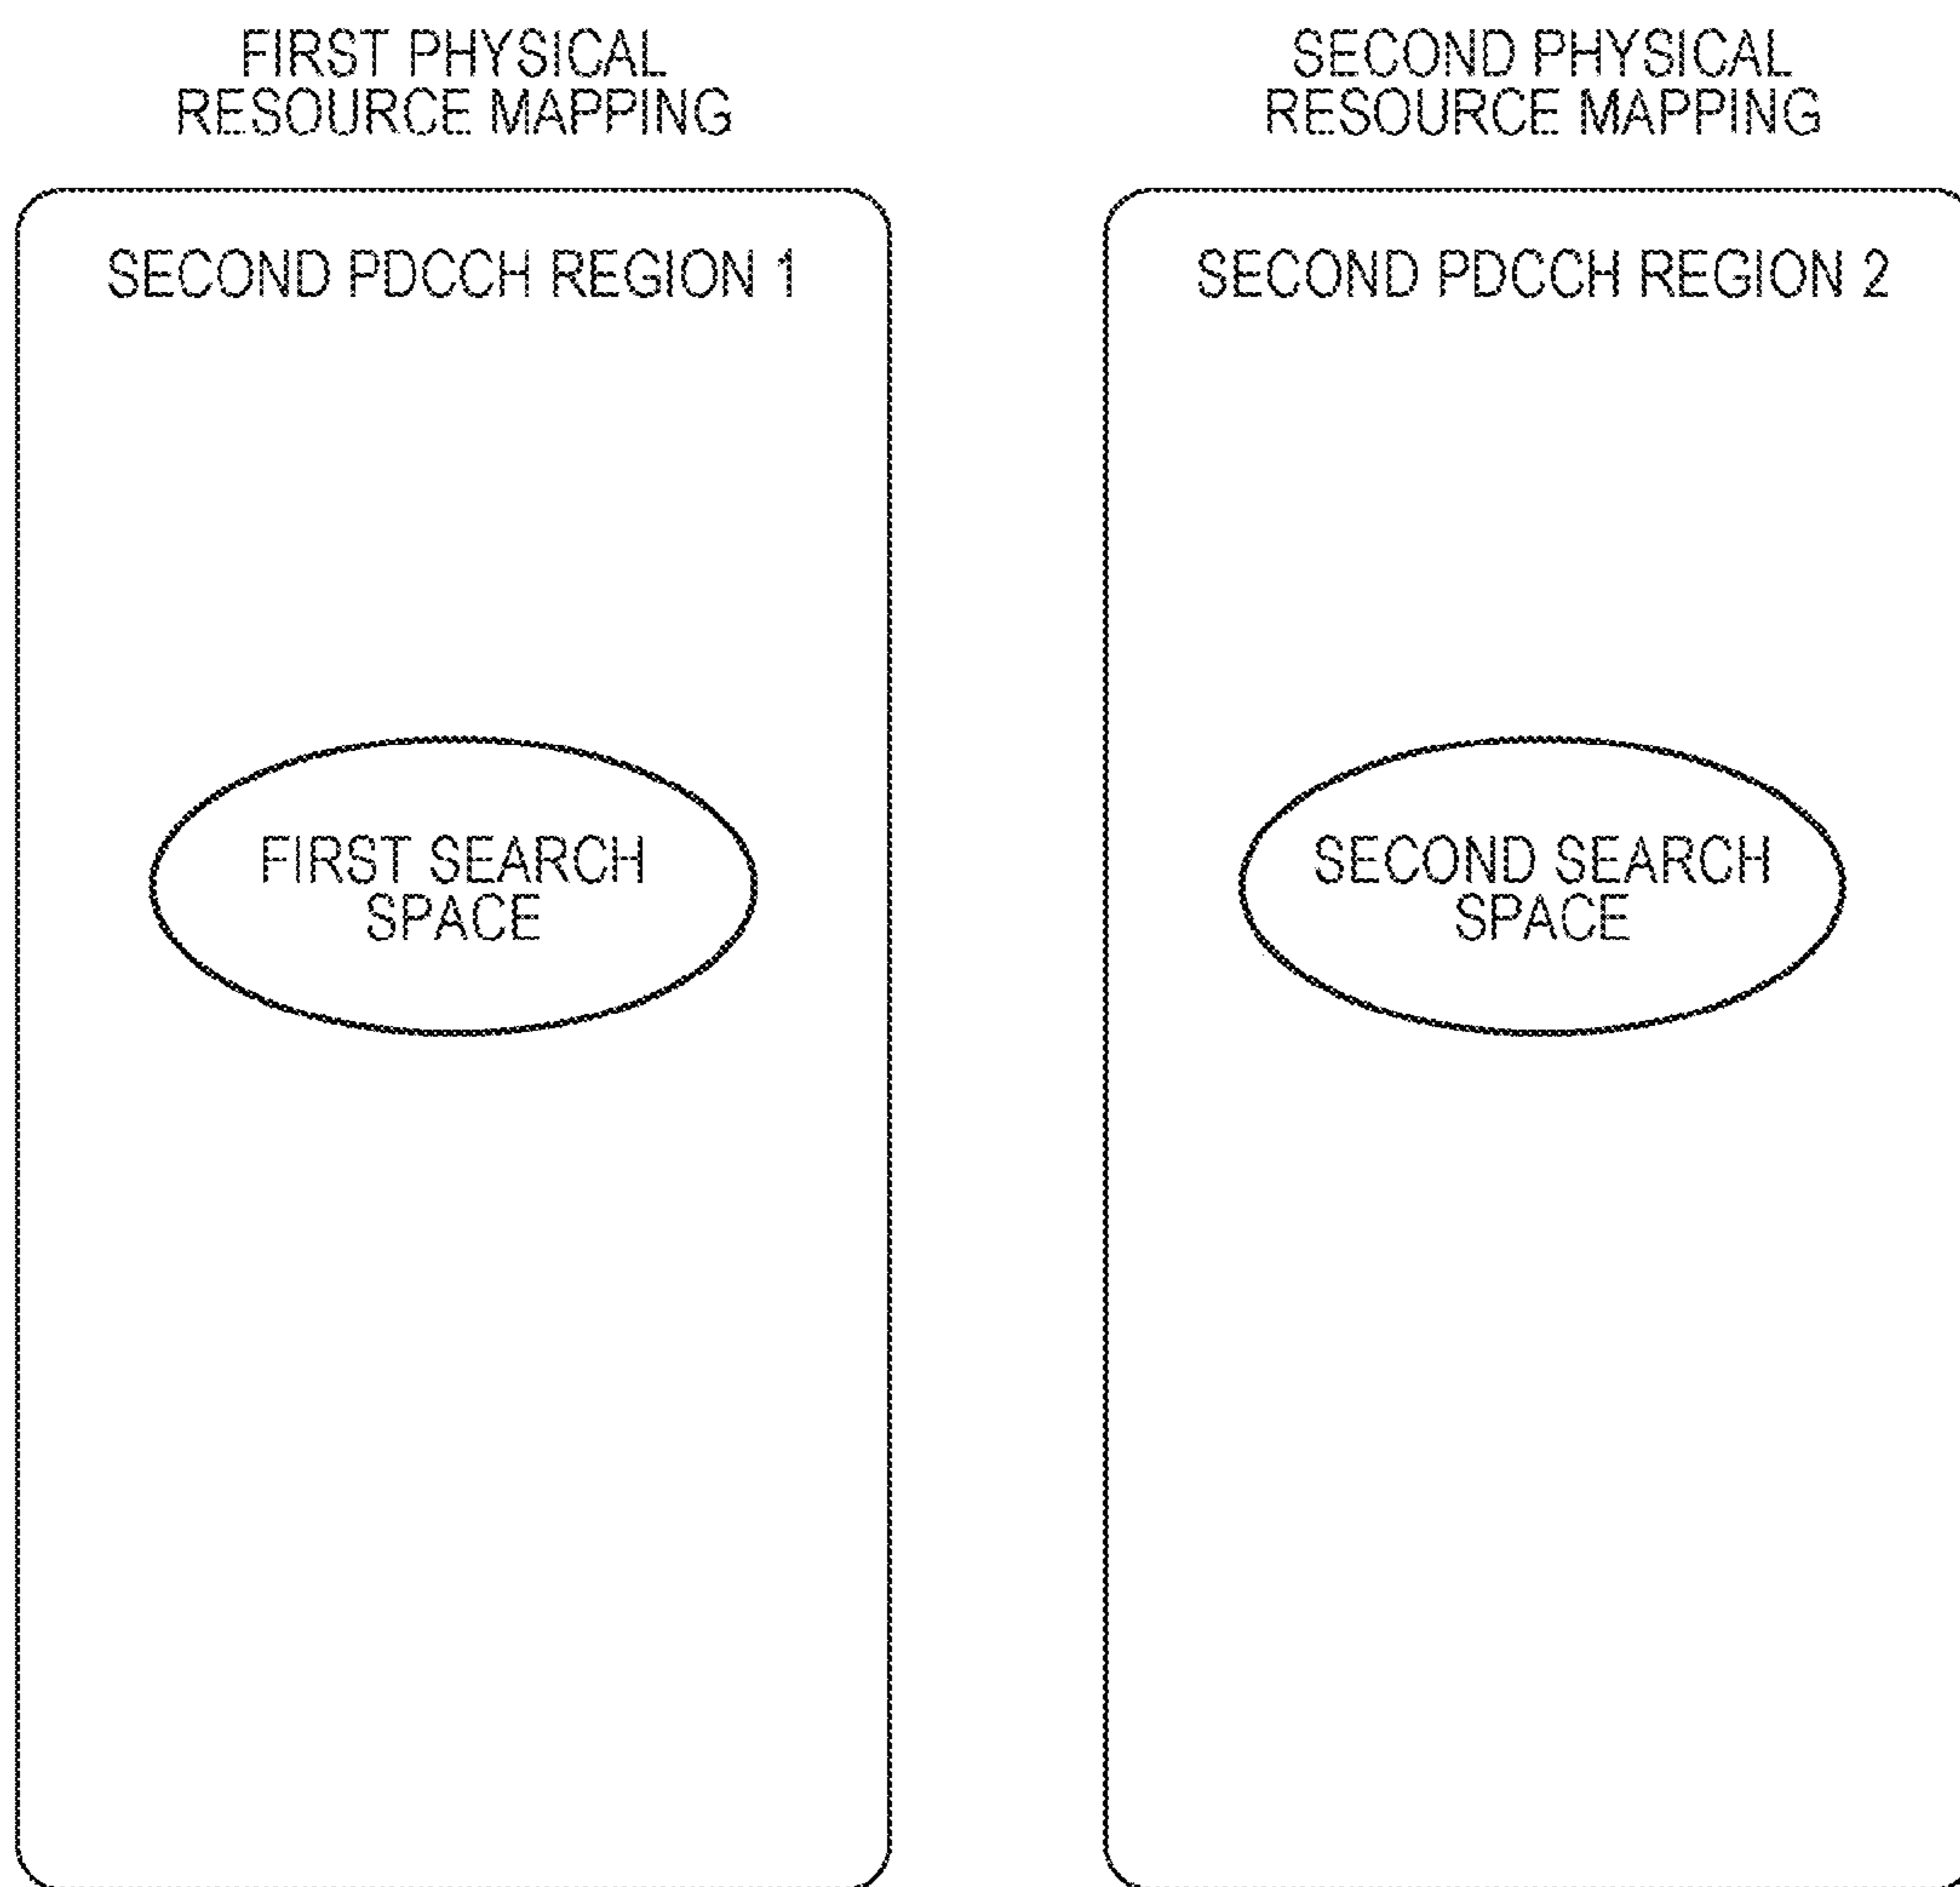 FIRST PHYSICAL
RESOURCE MAPPING
SECOND PDCCH REGION 1
FIRST SEARCH
SPACE
SECOND PHYSICAL
RESOURCE MAPPING
SECOND PDCCH REGION 2
SECOND SEARCH
SPACE